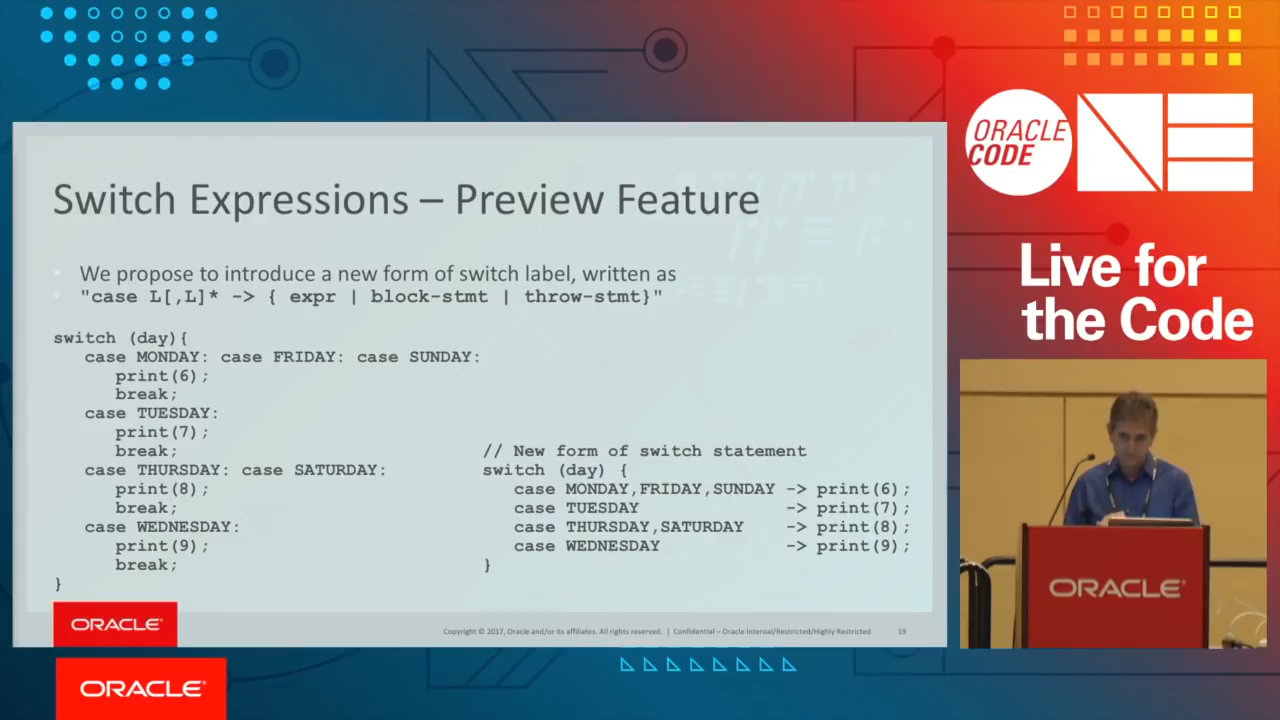 Switch Expressions – Preview Feature
We propose to introduce a new form of switch label, written as
"case L[,L]* -> { expr | block-stmt | throw-stmt}"
switch (day){
case MONDAY: case FRIDAY: case SUNDAY:
print(6);
break;
case TUESDAY:
print(7);
break;
case THURSDAY: case SATURDAY:
print(8);
break;
case WEDNESDAY:
print(9);
break;
}
// New form of switch statement
switch (day) {
case MONDAY,FRIDAY,SUNDAY -> print(6);
case TUESDAY -> print(7);
case THURSDAY,SATURDAY -> print(8);
case WEDNESDAY -> print(9);
}
ORACLE
Copyright © 2017, Oracle and/or its affiliates. All rights reserved. | Confidential – Oracle Internal/Restricted/Highly Restricted 19
ORACLE
ORACLE
CODE
NE
Live for
the Code
ORACLE